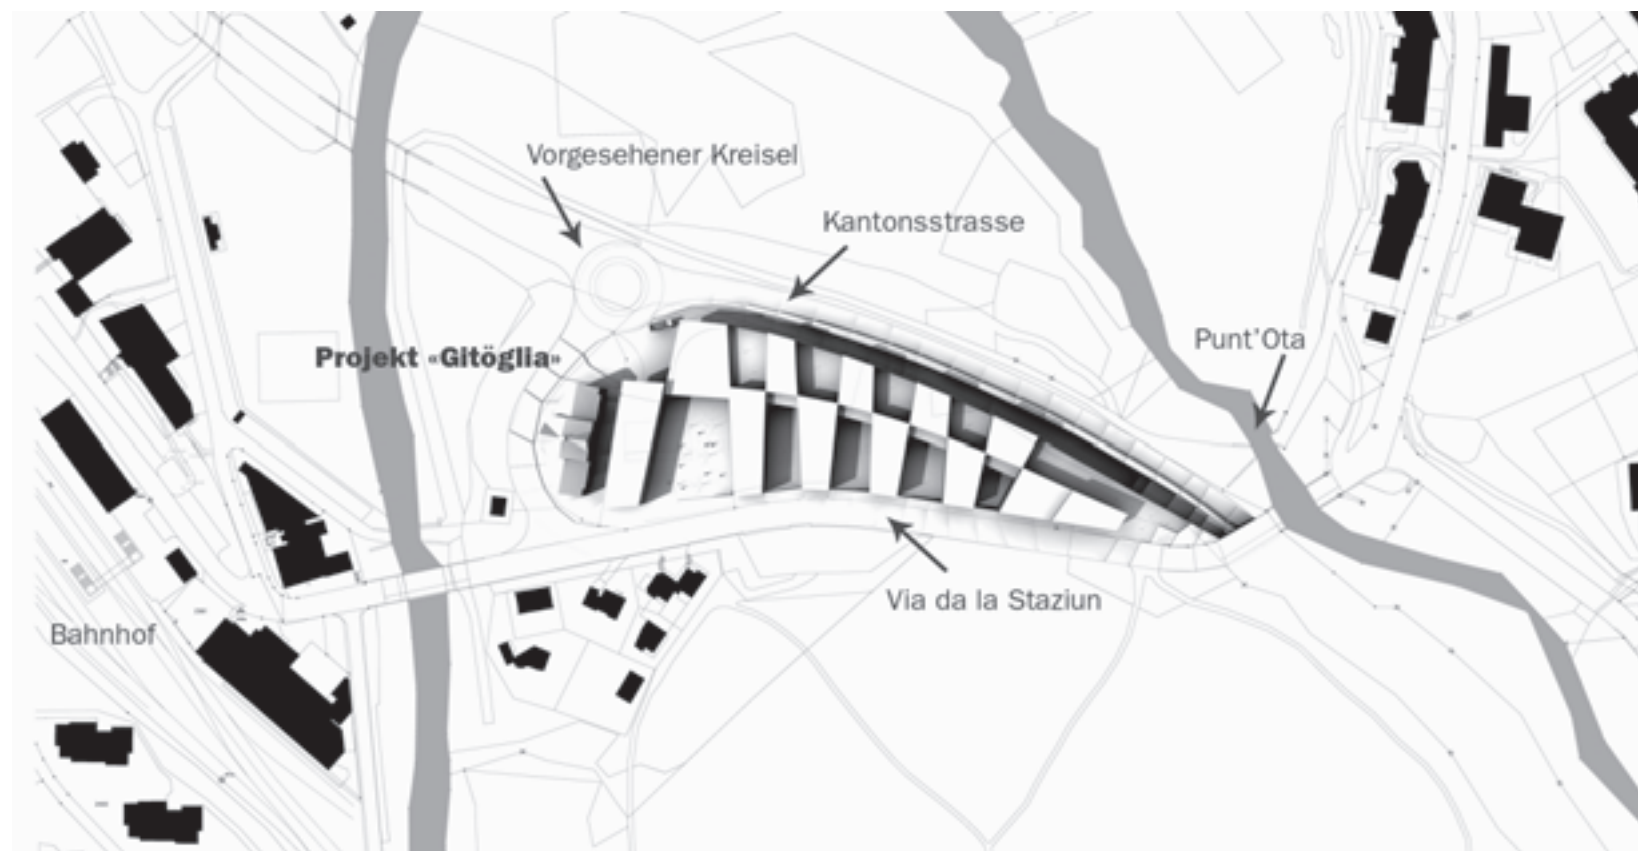 Vorgesehener Kreisel
Kantonsstrasse
Punt'Ota
Projekt «Gitöglia»
Via da la Staziun
Bahnhof